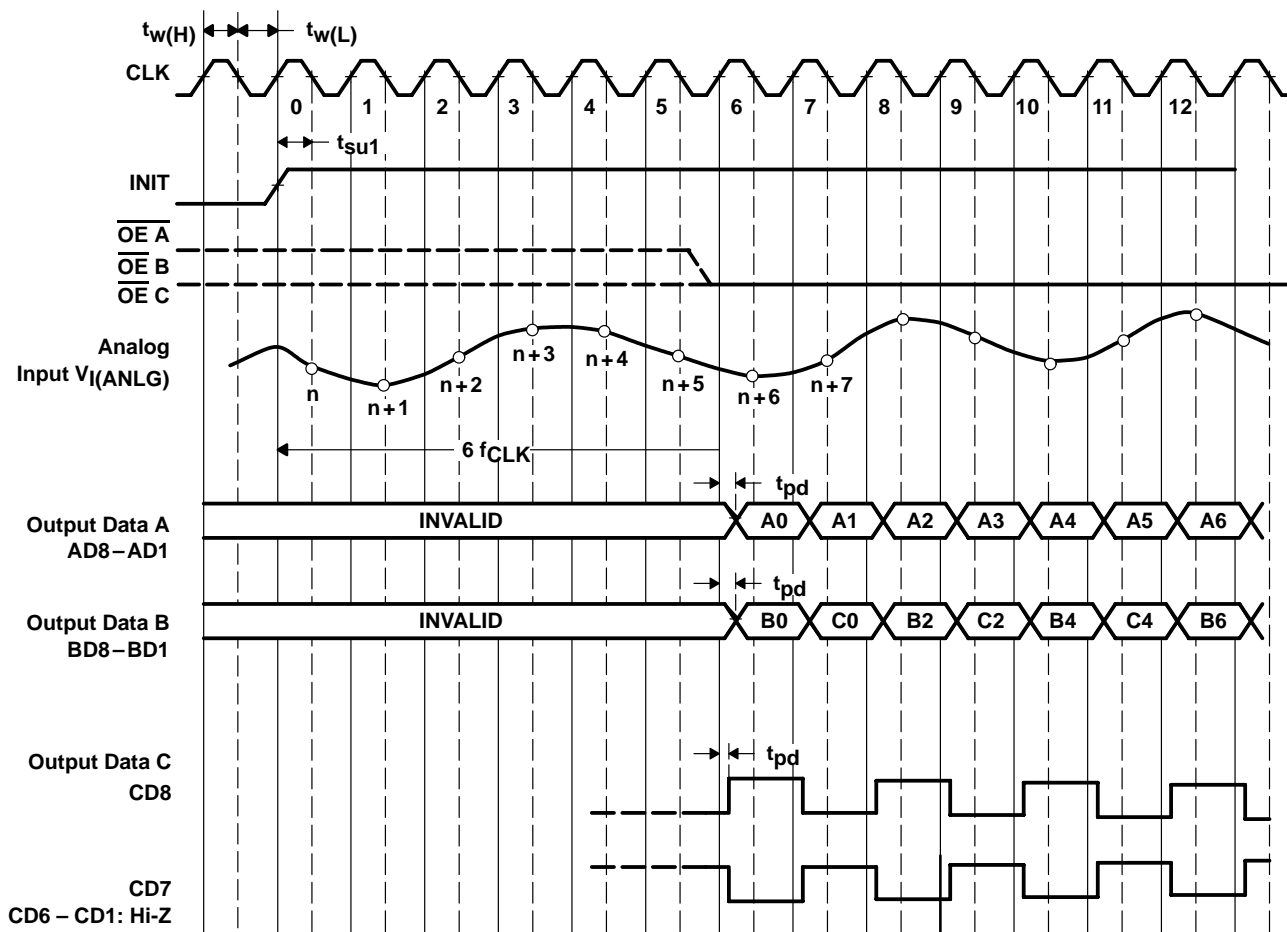 tw(H) tw(L)
CLK
0 1 2 3 4 5 6 7 8 9 10 11 12
tsu1
INIT
OE A
OE B
OE C
Analog
Input VI(ANLG)
n n+1 n+2 n+3 n+4 n+5 n+6 n+7
6 fCLK
tpd
Output Data A
AD8–AD1
INVALID A0 A1 A2 A3 A4 A5 A6
tpd
Output Data B
BD8–BD1
INVALID B0 C0 B2 C2 B4 C4 B6
Output Data C
CD8
tpd
CD7
CD6 – CD1: Hi-Z